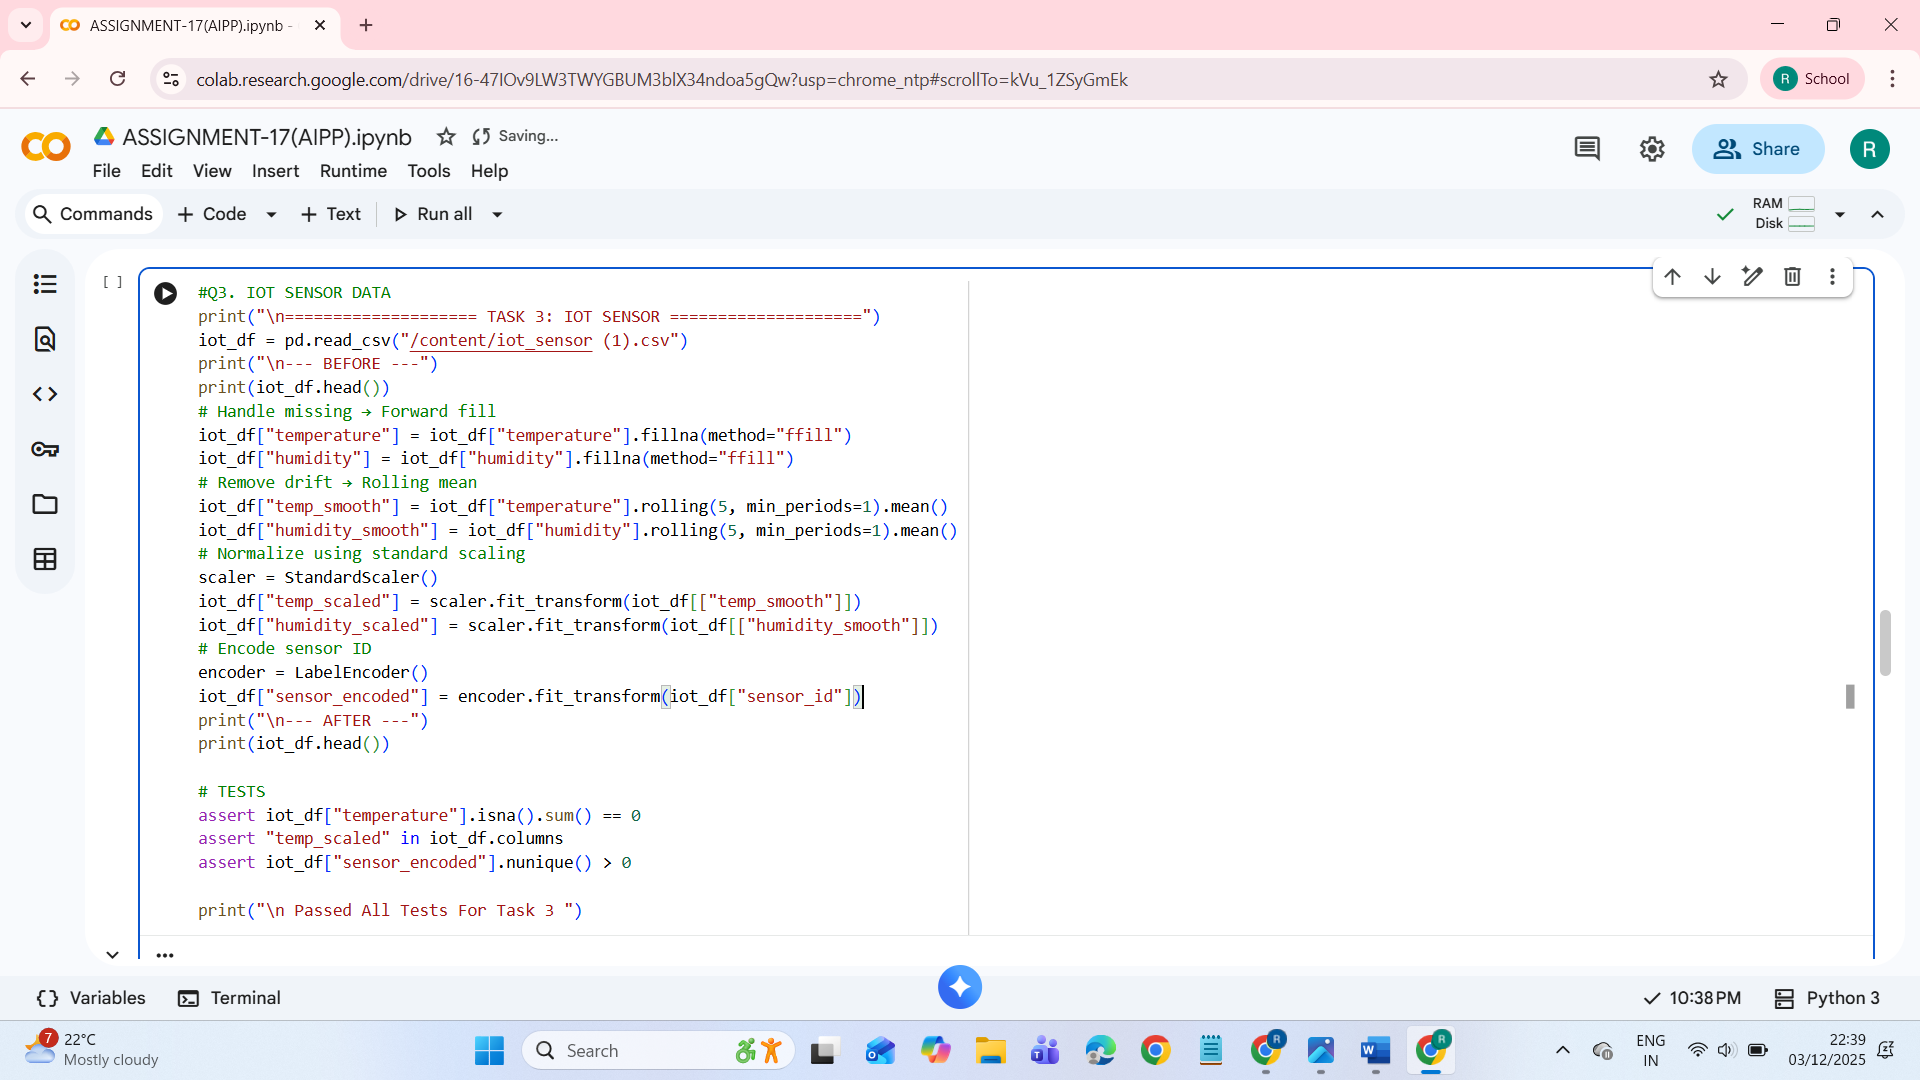 ASSIGNMENT-17(AIPP).ipynb -
colab.research.google.com/drive/16-47IOv9LW3TWYGBUM3blX34ndoa5gQw?usp=chrome_ntp#scrollTo=kVu_1ZSyGmEk
R School
ASSIGNMENT-17(AIPP).ipynb Saving...
File Edit View Insert Runtime Tools Help
Share
R
Commands + Code + Text Run all
RAM
Disk
[ ]
#Q3. IOT SENSOR DATA
print("\n==================== TASK 3: IOT SENSOR ====================")
iot_df = pd.read_csv("/content/iot_sensor (1).csv")
print("\n--- BEFORE ---")
print(iot_df.head())
# Handle missing → Forward fill
iot_df["temperature"] = iot_df["temperature"].fillna(method="ffill")
iot_df["humidity"] = iot_df["humidity"].fillna(method="ffill")
# Remove drift → Rolling mean
iot_df["temp_smooth"] = iot_df["temperature"].rolling(5, min_periods=1).mean()
iot_df["humidity_smooth"] = iot_df["humidity"].rolling(5, min_periods=1).mean()
# Normalize using standard scaling
scaler = StandardScaler()
iot_df["temp_scaled"] = scaler.fit_transform(iot_df[["temp_smooth"]])
iot_df["humidity_scaled"] = scaler.fit_transform(iot_df[["humidity_smooth"]])
# Encode sensor ID
encoder = LabelEncoder()
iot_df["sensor_encoded"] = encoder.fit_transform(iot_df["sensor_id"])
print("\n--- AFTER ---")
print(iot_df.head())
# TESTS
assert iot_df["temperature"].isna().sum() == 0
assert "temp_scaled" in iot_df.columns
assert iot_df["sensor_encoded"].nunique() > 0
print("\n Passed All Tests For Task 3 ")
Variables Terminal
10:38 PM Python 3
7
22°C
Mostly cloudy
Search
R
R
ENG
IN
22:39
03/12/2025